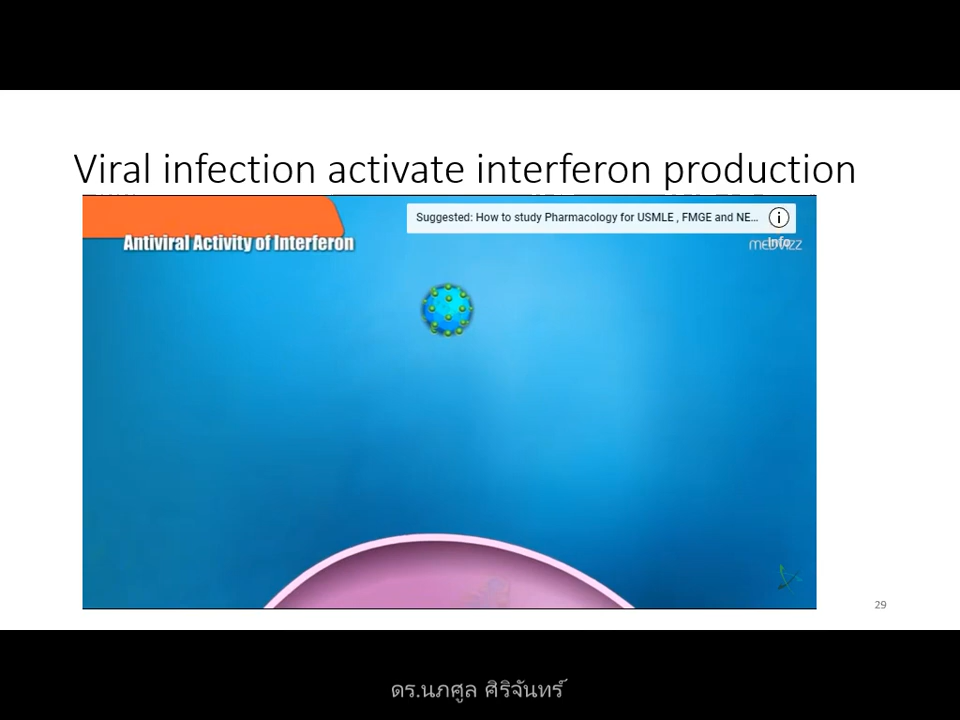 Viral infection activate interferon production
Suggested: How to study Pharmacology for USMLE , FMGE and NE...
Info
Antiviral Activity of Interferon
29
ดร.นภศูล ศิริจันทร์